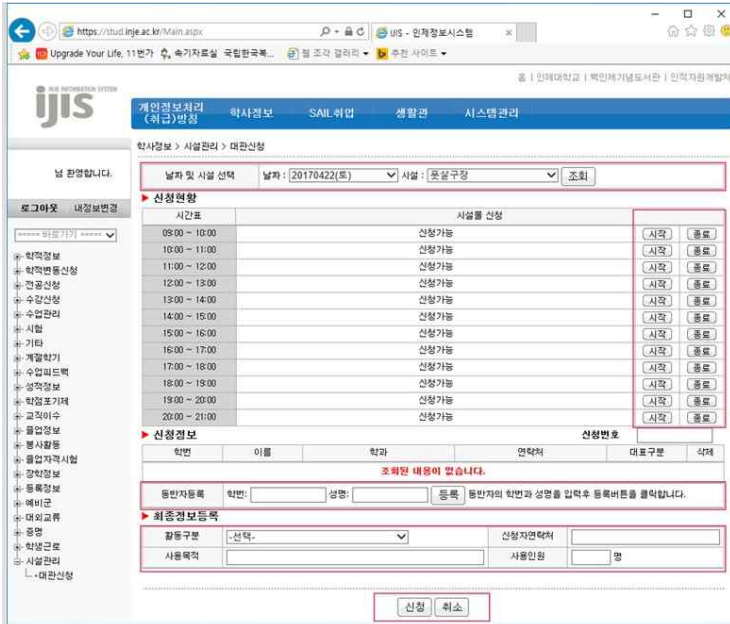 https://stud.inje.ac.kr/Main.aspx
IJIS - 인제정보시스템
Upgrade Your Life, 11번가 속기자료실 국립한국복... 웹 조각 갤러리 추천 사이트
홈 | 인제대학교 | 백인제기념도서관 | 인적자원개발처
INJE INFORMATION SYSTEM
ijIS
개인정보처리(취급)방침 학사정보 SAIL취업 생활관 시스템관리
학사정보 > 시설관리 > 대관신청
님 환영합니다.
로그아웃 내정보변경
===== 바로가기 =====
학적정보
학적변동신청
전공신청
수강신청
수업관리
시험
기타
계절학기
수업피드백
성적정보
학점포기제
교직이수
졸업정보
봉사활동
졸업자격시험
장학정보
등록정보
예비군
대외교류
증명
학생근로
시설관리
대관신청
날짜 및 시설 선택 날짜 : 20170422(토) 시설 : 풋살구장 조회
신청현황
시간표 시설물 신청
09:00 ~ 10:00 신청가능 시작 종료
10:00 ~ 11:00 신청가능 시작 종료
11:00 ~ 12:00 신청가능 시작 종료
12:00 ~ 13:00 신청가능 시작 종료
13:00 ~ 14:00 신청가능 시작 종료
14:00 ~ 15:00 신청가능 시작 종료
15:00 ~ 16:00 신청가능 시작 종료
16:00 ~ 17:00 신청가능 시작 종료
17:00 ~ 18:00 신청가능 시작 종료
18:00 ~ 19:00 신청가능 시작 종료
19:00 ~ 20:00 신청가능 시작 종료
20:00 ~ 21:00 신청가능 시작 종료
신청정보 신청번호
학번 이름 학과 연락처 대표구분 삭제
조회된 내용이 없습니다.
동반자등록 학번: 성명: 등록 동반자의 학번과 성명을 입력후 등록버튼을 클릭합니다.
최종정보등록
활동구분 -선택- 신청자연락처
사용목적 사용인원 명
신청 취소